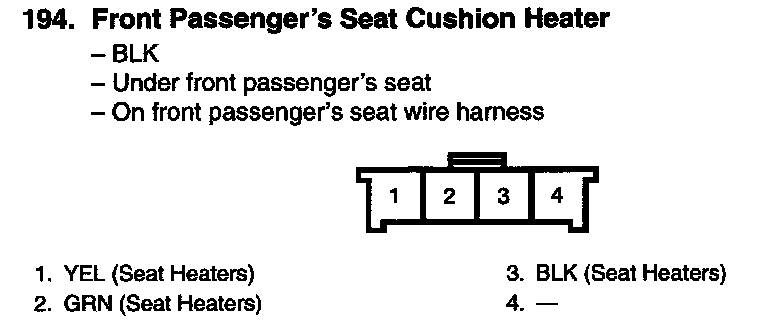 194. Front Passenger's Seat Cushion Heater
– BLK
– Under front passenger's seat
– On front passenger's seat wire harness
1 2 3 4
1. YEL (Seat Heaters)
2. GRN (Seat Heaters)
3. BLK (Seat Heaters)
4. —